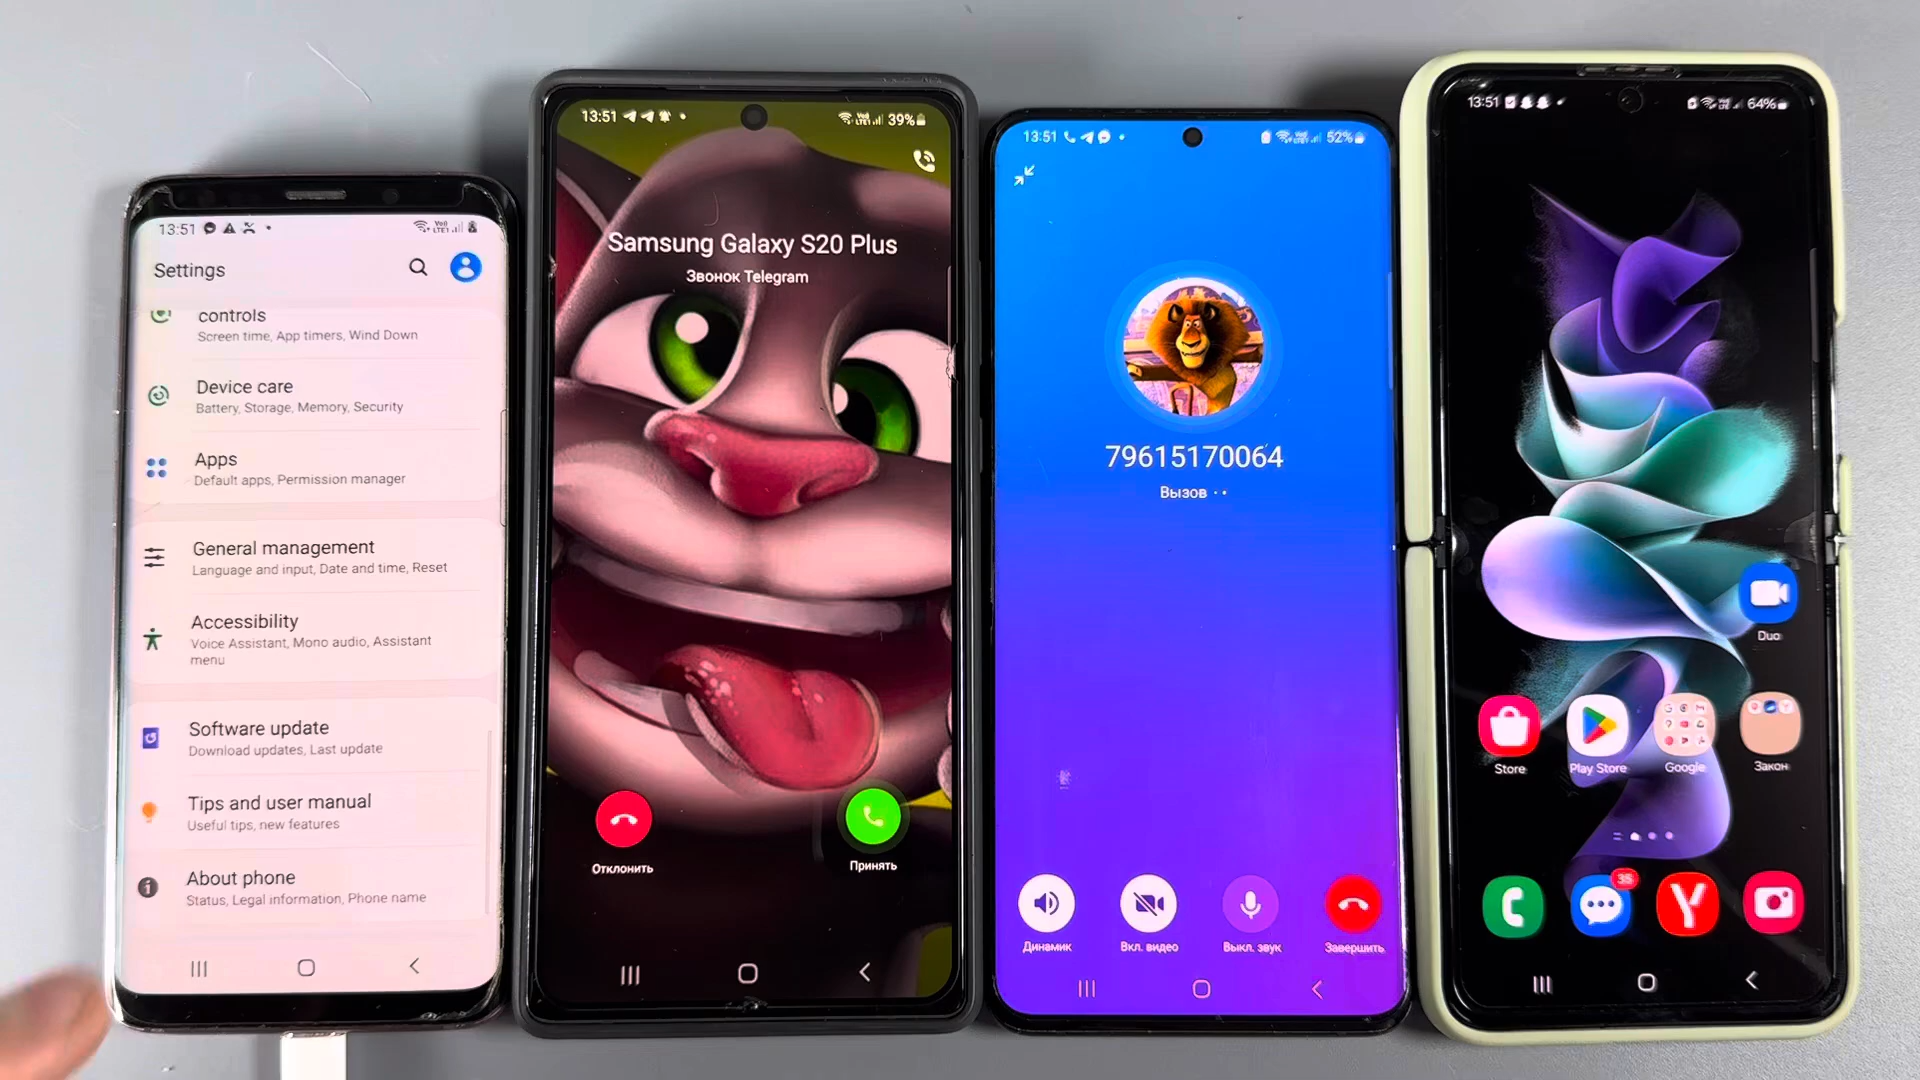 13:51
Settings
controls
Screen time, App timers, Wind Down
Device care
Battery, Storage, Memory, Security
Apps
Default apps, Permission manager
General management
Language and input, Date and time, Reset
Accessibility
Voice Assistant, Mono audio, Assistant
menu
Software update
Download updates, Last update
Tips and user manual
Useful tips, new features
About phone
Status, Legal information, Phone name
13:51
39%
Samsung Galaxy S20 Plus
Звонок Telegram
Отклонить
Принять
13:51
52%
79615170064
Вызов
Динамик
Вкл. видео
Выкл. звук
Завершить
13:51
64%
Duo
Store
Play Store
Google
Закон
35